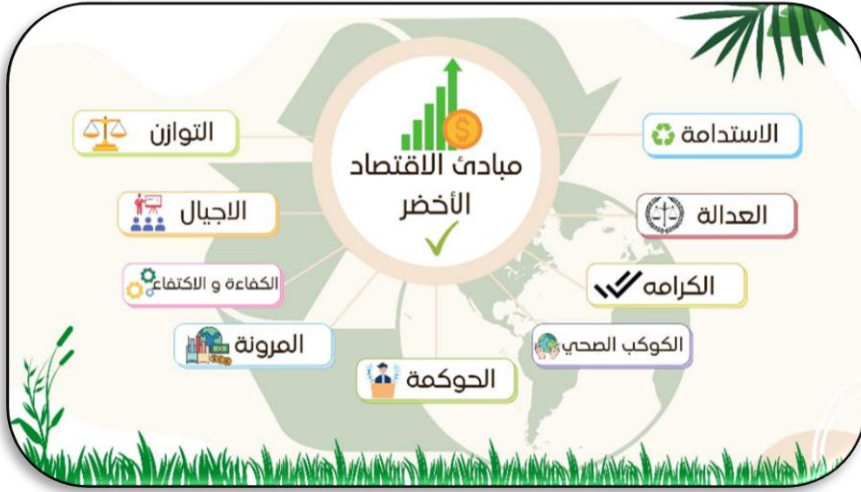 مبادئ الاقتصاد
الأخضر
الاستدامة
العدالة
الكرامه
الكوكب الصحي
الحوكمة
المرونة
الكفاءة و الاكتفاء
الاجيال
التوازن